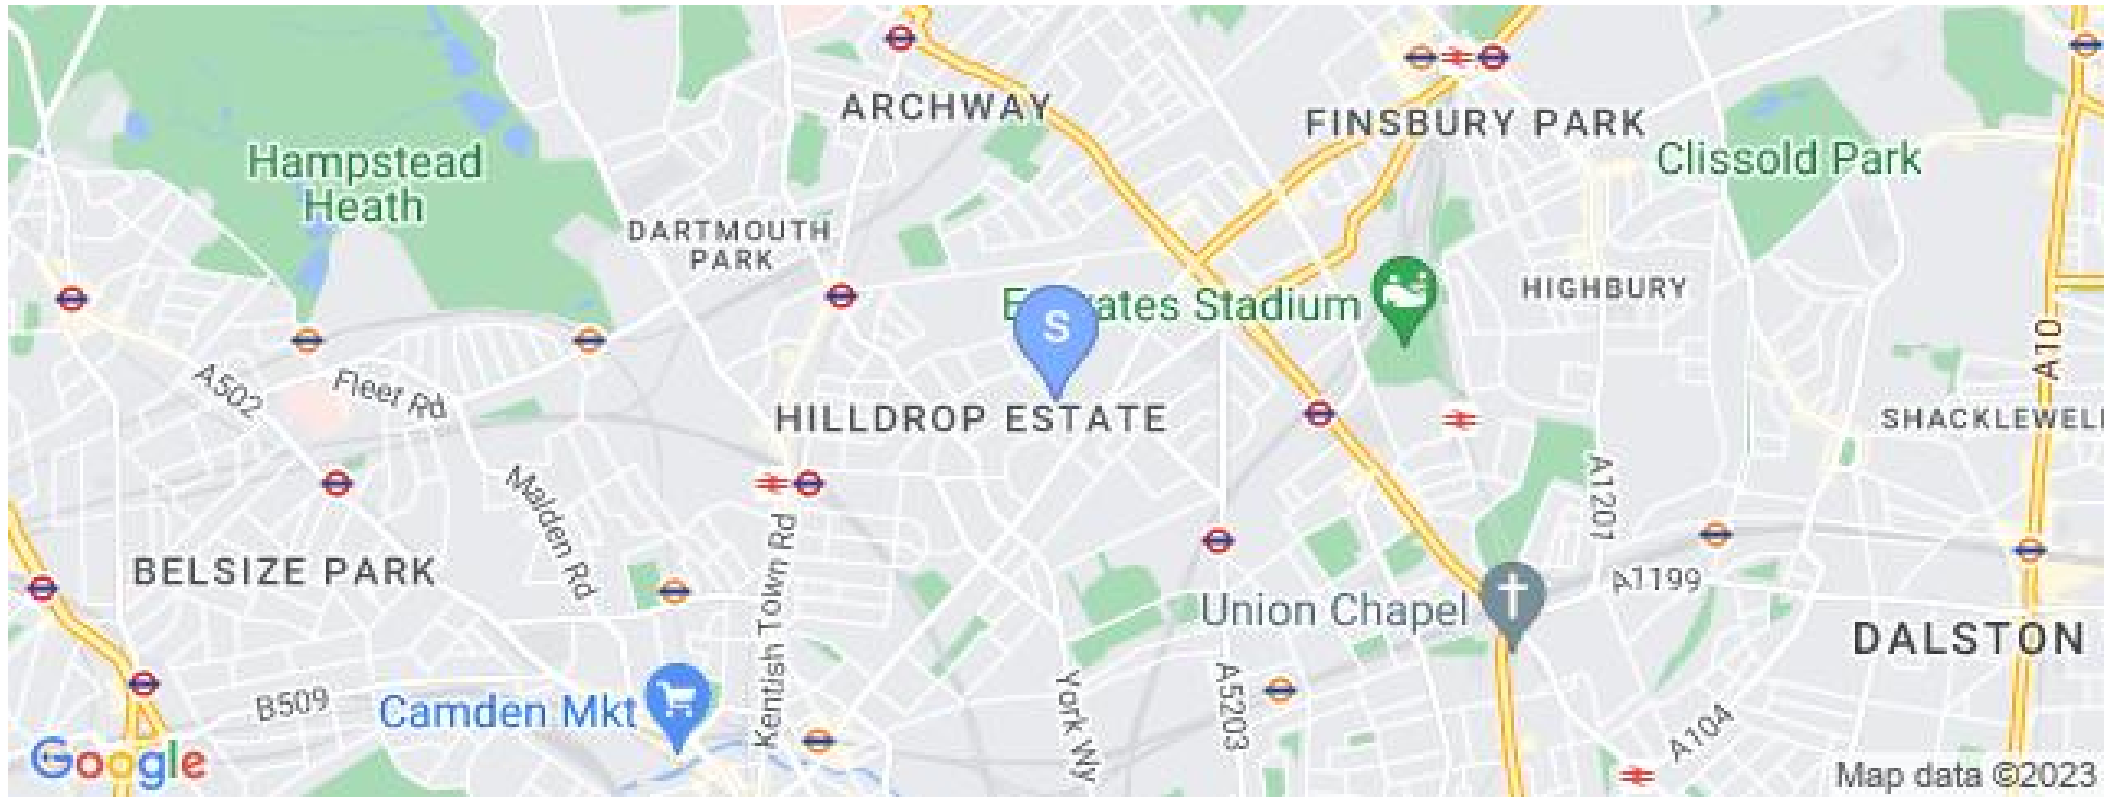 ARCHWAY
FINSBURY PARK
Hampstead
Heath
Clissold Park
DARTMOUTH
PARK
Stadium
HIGHBURY
S
A10
A502
Fleet Rd
HILLDROP ESTATE
SHACKLEWELL
Malden Rd
A1207
BELSIZE PARK
Kentish Town Rd
A1199
Union Chapel
DALSTON
B509
Camden Mkt
York Wy
A5203
A104
Google
Map data ©2023